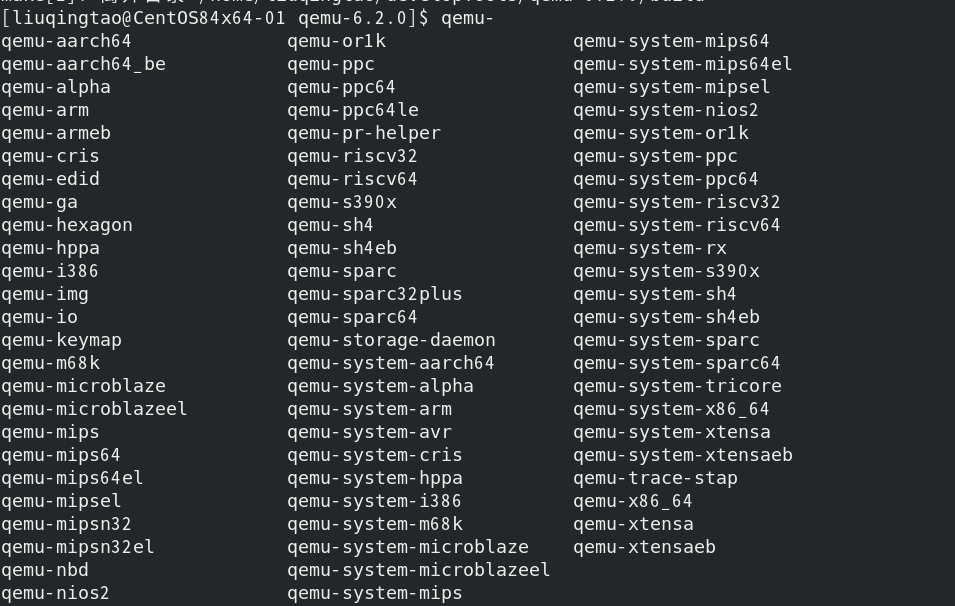 [liuqingtao@CentOS84x64-01 qemu-6.2.0]$ qemu-
qemu-aarch64 qemu-or1k qemu-system-mips64
qemu-aarch64_be qemu-ppc qemu-system-mips64el
qemu-alpha qemu-ppc64 qemu-system-mipsel
qemu-arm qemu-ppc64le qemu-system-nios2
qemu-armeb qemu-pr-helper qemu-system-or1k
qemu-cris qemu-riscv32 qemu-system-ppc
qemu-edid qemu-riscv64 qemu-system-ppc64
qemu-ga qemu-s390x qemu-system-riscv32
qemu-hexagon qemu-sh4 qemu-system-riscv64
qemu-hppa qemu-sh4eb qemu-system-rx
qemu-i386 qemu-sparc qemu-system-s390x
qemu-img qemu-sparc32plus qemu-system-sh4
qemu-io qemu-sparc64 qemu-system-sh4eb
qemu-keymap qemu-storage-daemon qemu-system-sparc
qemu-m68k qemu-system-aarch64 qemu-system-sparc64
qemu-microblaze qemu-system-alpha qemu-system-tricore
qemu-microblazeel qemu-system-arm qemu-system-x86_64
qemu-mips qemu-system-avr qemu-system-xtensa
qemu-mips64 qemu-system-cris qemu-system-xtensaeb
qemu-mips64el qemu-system-hppa qemu-trace-stap
qemu-mipsel qemu-system-i386 qemu-x86_64
qemu-mipsn32 qemu-system-m68k qemu-xtensa
qemu-mipsn32el qemu-system-microblaze qemu-xtensaeb
qemu-nbd qemu-system-microblazeel
qemu-nios2 qemu-system-mips